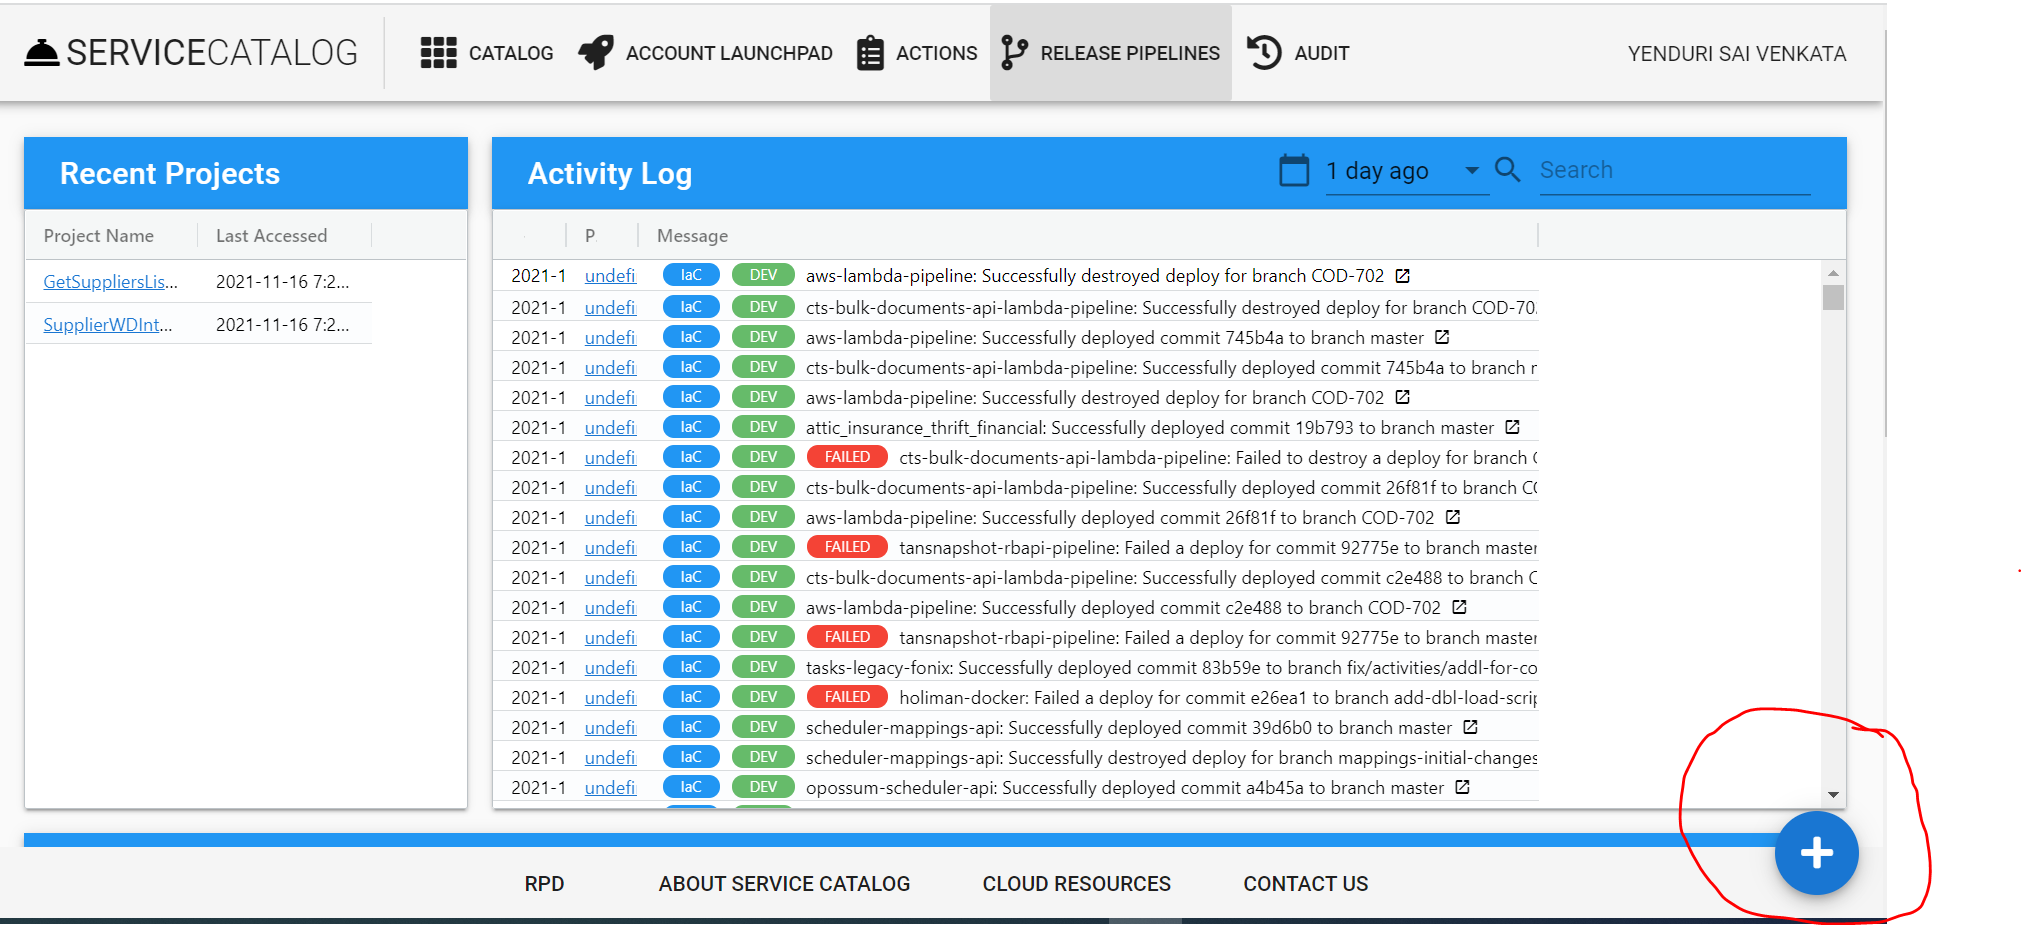 SERVICECATALOG CATALOG ACCOUNT LAUNCHPAD ACTIONS RELEASE PIPELINES AUDIT YENDURI SAI VENKATA
Recent Projects
Project Name Last Accessed
GetSuppliersLis... 2021-11-16 7:2...
SupplierWDInt... 2021-11-16 7:2...
Activity Log 1 day ago Search
P. Message
2021-1 undefi IaC DEV aws-lambda-pipeline: Successfully destroyed deploy for branch COD-702
2021-1 undefi IaC DEV cts-bulk-documents-api-lambda-pipeline: Successfully destroyed deploy for branch COD-70
2021-1 undefi IaC DEV aws-lambda-pipeline: Successfully deployed commit 745b4a to branch master
2021-1 undefi IaC DEV cts-bulk-documents-api-lambda-pipeline: Successfully deployed commit 745b4a to branch
2021-1 undefi IaC DEV aws-lambda-pipeline: Successfully destroyed deploy for branch COD-702
2021-1 undefi IaC DEV attic_insurance_thrift_financial: Successfully deployed commit 19b793 to branch master
2021-1 undefi IaC DEV FAILED cts-bulk-documents-api-lambda-pipeline: Failed to destroy a deploy for branch
2021-1 undefi IaC DEV cts-bulk-documents-api-lambda-pipeline: Successfully deployed commit 26f81f to branch
2021-1 undefi IaC DEV aws-lambda-pipeline: Successfully deployed commit 26f81f to branch COD-702
2021-1 undefi IaC DEV FAILED tansnapshot-rbapi-pipeline: Failed a deploy for commit 92775e to branch master
2021-1 undefi IaC DEV cts-bulk-documents-api-lambda-pipeline: Successfully deployed commit c2e488 to branch C
2021-1 undefi IaC DEV aws-lambda-pipeline: Successfully deployed commit c2e488 to branch COD-702
2021-1 undefi IaC DEV FAILED tansnapshot-rbapi-pipeline: Failed a deploy for commit 92775e to branch master
2021-1 undefi IaC DEV tasks-legacy-fonix: Successfully deployed commit 83b59e to branch fix/activities/addl-for-co
2021-1 undefi IaC DEV FAILED holiman-docker: Failed a deploy for commit e26ea1 to branch add-dbl-load-scrip
2021-1 undefi IaC DEV scheduler-mappings-api: Successfully deployed commit 39d6b0 to branch master
2021-1 undefi IaC DEV scheduler-mappings-api: Successfully destroyed deploy for branch mappings-initial-changes
2021-1 undefi IaC DEV opossum-scheduler-api: Successfully deployed commit a4b45a to branch master
RPD ABOUT SERVICE CATALOG CLOUD RESOURCES CONTACT US